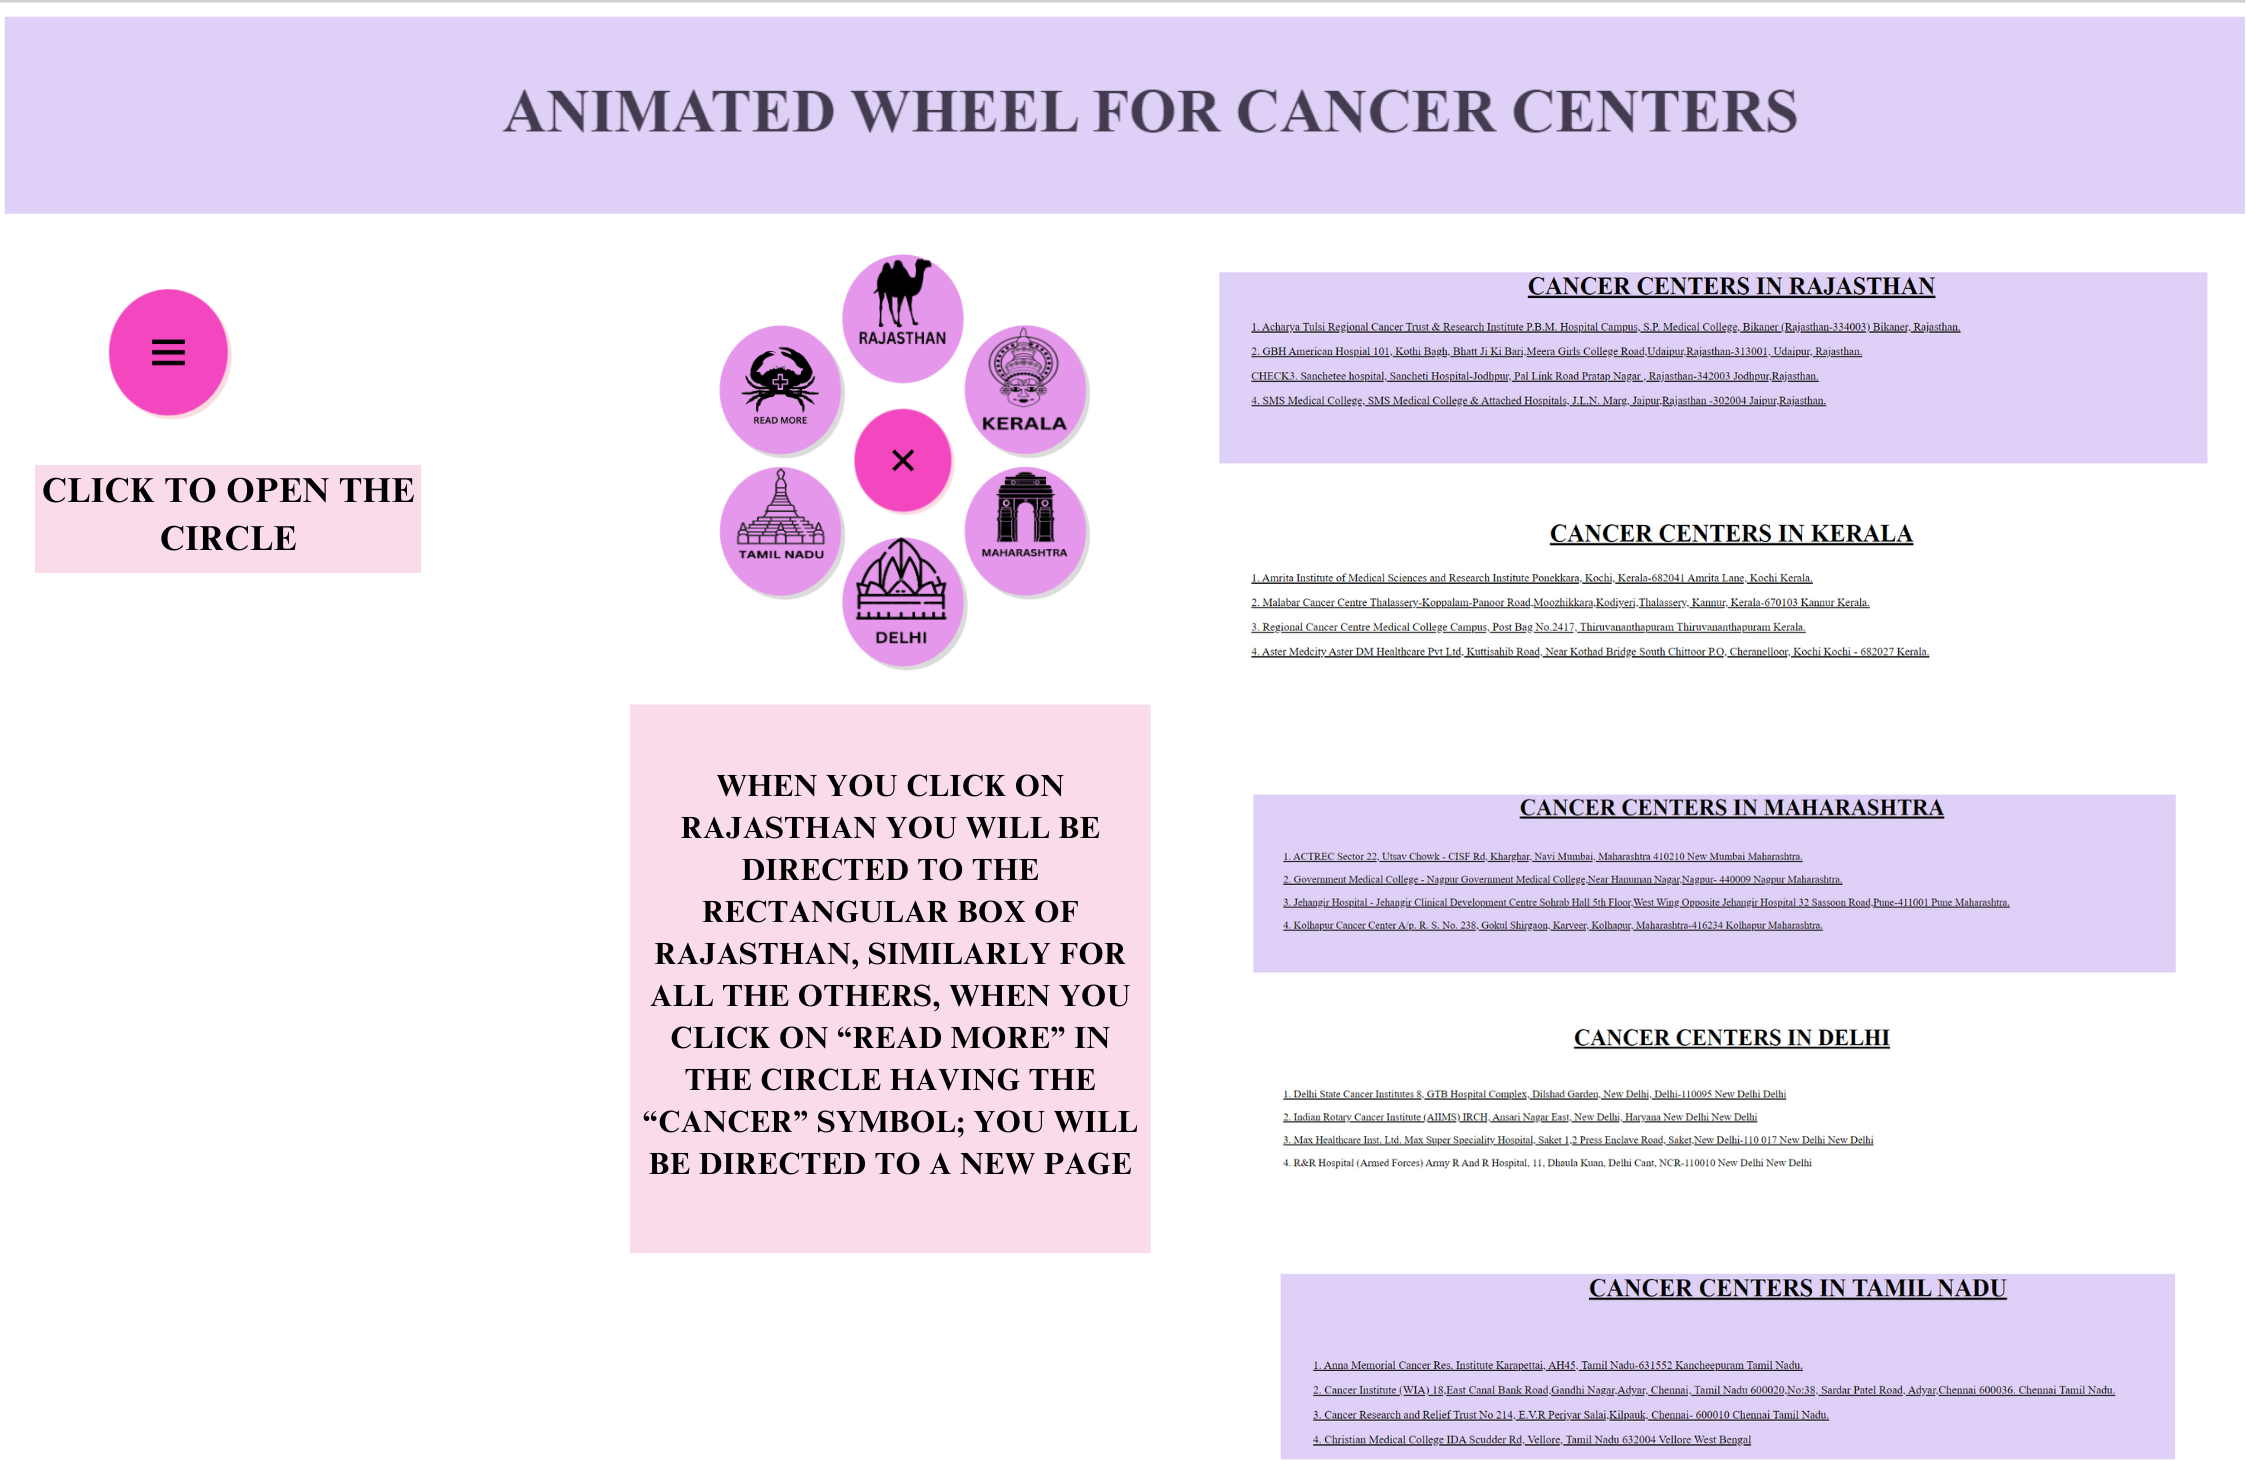 ANIMATED WHEEL FOR CANCER CENTERS
CLICK TO OPEN THE
CIRCLE
RAJASTHAN
READ MORE
KERALA
TAMIL NADU
MAHARASHTRA
DELHI
WHEN YOU CLICK ON
RAJASTHAN YOU WILL BE
DIRECTED TO THE
RECTANGULAR BOX OF
RAJASTHAN, SIMILARLY FOR
ALL THE OTHERS, WHEN YOU
CLICK ON “READ MORE” IN
THE CIRCLE HAVING THE
“CANCER” SYMBOL; YOU WILL
BE DIRECTED TO A NEW PAGE
CANCER CENTERS IN RAJASTHAN
1. Acharya Tulsi Regional Cancer Trust & Research Institute P.B.M. Hospital Campus, S.P. Medical College, Bikaner (Rajasthan-334003) Bikaner, Rajasthan.
2. GBH American Hospial 101, Kothi Bagh, Bhatt Ji Ki Bari,Meera Girls College Road,Udaipur,Rajasthan-313001, Udaipur, Rajasthan.
CHECK3. Sanchetee hospital, Sancheti Hospital-Jodhpur, Pal Link Road Pratap Nagar , Rajasthan-342003 Jodhpur,Rajasthan.
4. SMS Medical College, SMS Medical College & Attached Hospitals, J.L.N. Marg, Jaipur,Rajasthan -302004 Jaipur,Rajasthan.
CANCER CENTERS IN KERALA
1. Amrita Institute of Medical Sciences and Research Institute Ponekkara, Kochi, Kerala-682041 Amrita Lane, Kochi Kerala.
2. Malabar Cancer Centre Thalassery-Koppalam-Panoor Road,Moozhikkara,Kodiyeri,Thalassery, Kannur, Kerala-670103 Kannur Kerala.
3. Regional Cancer Centre Medical College Campus, Post Bag No.2417, Thiruvananthapuram Thiruvananthapuram Kerala.
4. Aster Medcity Aster DM Healthcare Pvt Ltd, Kuttisahib Road, Near Kothad Bridge South Chittoor P.O, Cheranelloor, Kochi Kochi - 682027 Kerala.
CANCER CENTERS IN MAHARASHTRA
1. ACTREC Sector 22, Utsav Chowk - CISF Rd, Kharghar, Navi Mumbai, Maharashtra 410210 New Mumbai Maharashtra.
2. Government Medical College - Nagpur Government Medical College,Near Hanuman Nagar,Nagpur- 440009 Nagpur Maharashtra.
3. Jehangir Hospital - Jehangir Clinical Development Centre Sohrab Hall 5th Floor,West Wing Opposite Jehangir Hospital 32 Sassoon Road,Pune-411001 Pune Maharashtra.
4. Kolhapur Cancer Center A/p. R. S. No. 238, Gokul Shirgaon, Karveer, Kolhapur, Maharashtra-416234 Kolhapur Maharashtra.
CANCER CENTERS IN DELHI
1. Delhi State Cancer Institutes 8, GTB Hospital Complex, Dilshad Garden, New Delhi, Delhi-110095 New Delhi Delhi
2. Indian Rotary Cancer Institute (AIIMS) IRCH, Ansari Nagar East, New Delhi, Haryana New Delhi New Delhi
3. Max Healthcare Inst. Ltd. Max Super Speciality Hospital, Saket 1,2 Press Enclave Road, Saket,New Delhi-110 017 New Delhi New Delhi
4. R&R Hospital (Armed Forces) Army R And R Hospital, 11, Dhaula Kuan, Delhi Cant, NCR-110010 New Delhi New Delhi
CANCER CENTERS IN TAMIL NADU
1. Anna Memorial Cancer Res. Institute Karapettai, AH45, Tamil Nadu-631552 Kancheepuram Tamil Nadu.
2. Cancer Institute (WIA) 18,East Canal Bank Road,Gandhi Nagar,Adyar, Chennai, Tamil Nadu 600020,No:38, Sardar Patel Road, Adyar,Chennai 600036. Chennai Tamil Nadu.
3. Cancer Research and Relief Trust No 214, E.V.R Periyar Salai,Kilpauk, Chennai- 600010 Chennai Tamil Nadu.
4. Christian Medical College IDA Scudder Rd, Vellore, Tamil Nadu 632004 Vellore West Bengal